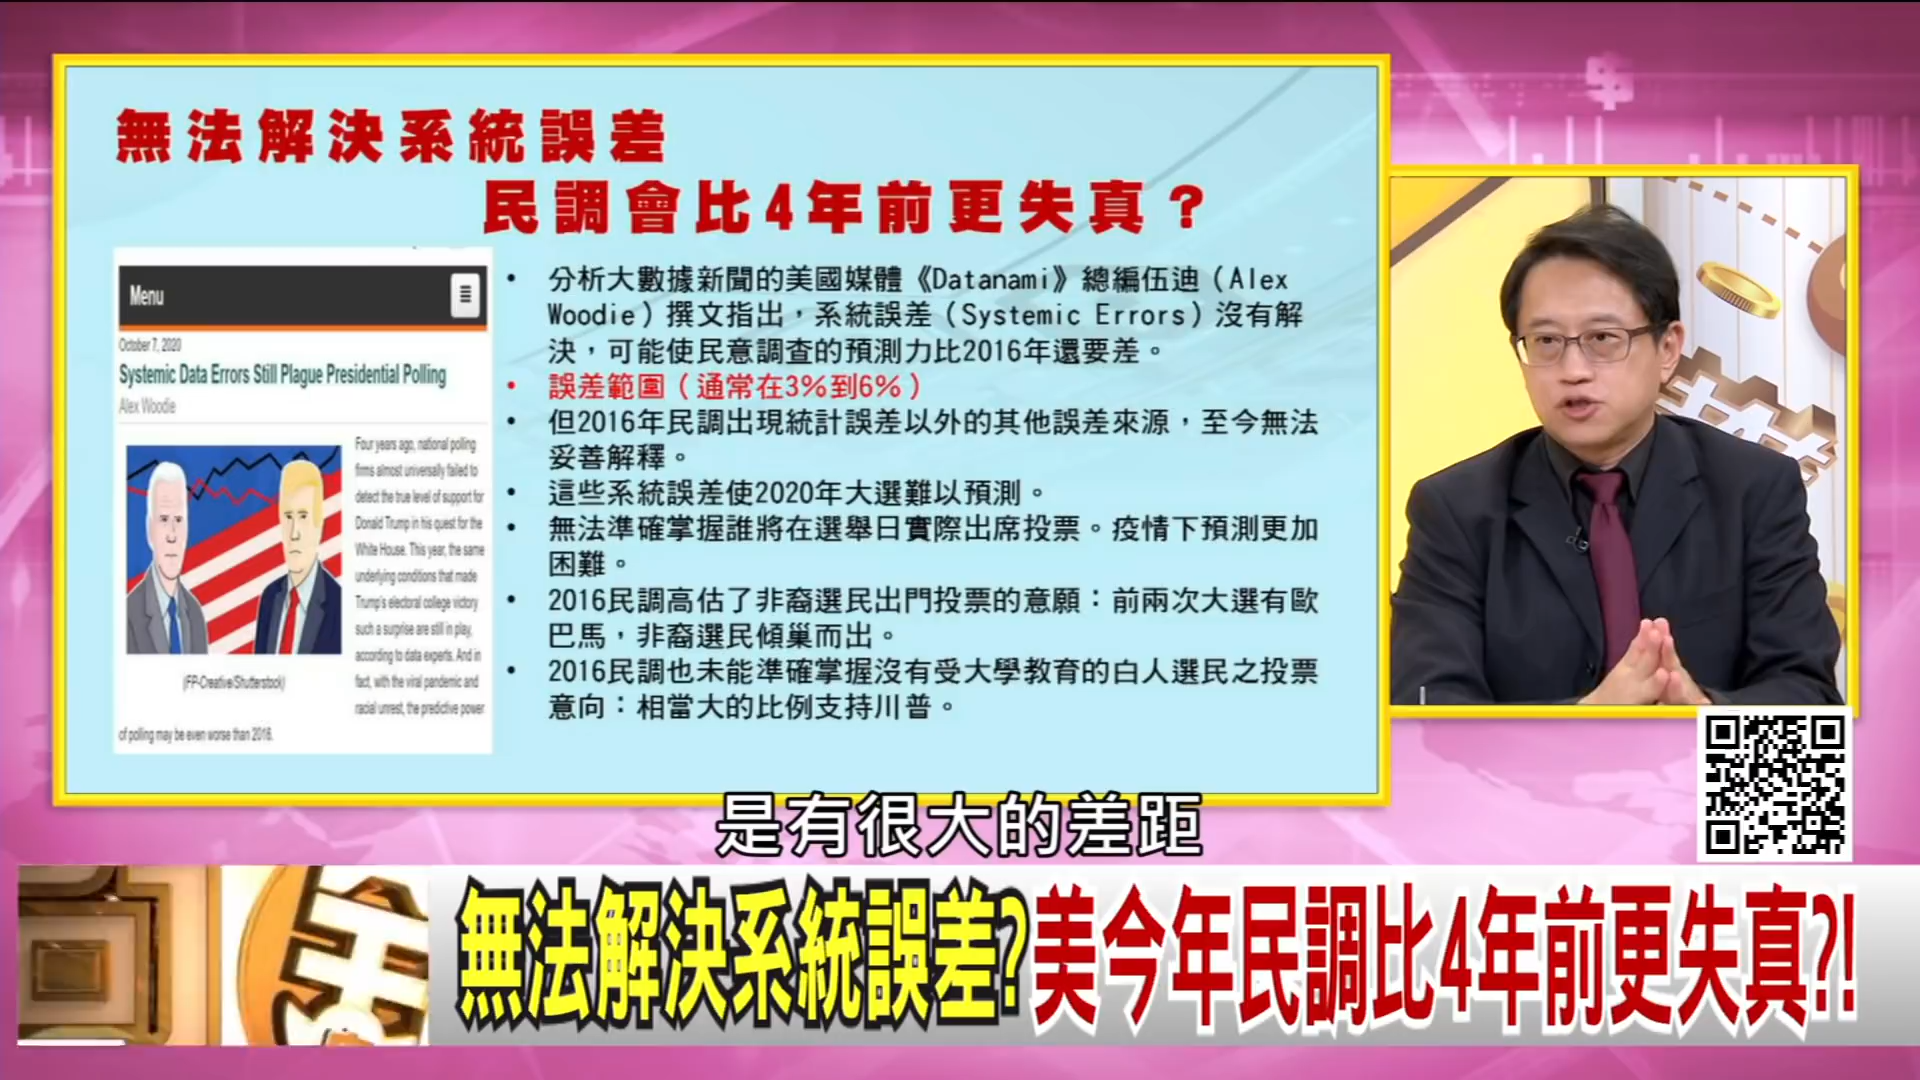 無法解決系統誤差
民調會比4年前更失真？
Menu
October 7, 2020
Systemic Data Errors Still Plague Presidential Polling
Alex Woodie
Four years ago, national polling
firms almost universally failed to
detect the true level of support for
Donald Trump in his quest for the
White House. This year, the same
underlying conditions that made
Trump's electoral college victory
such a surprise are still in play,
according to data experts. And in
fact, with the viral pandemic and
racial unrest, the predictive power
of polling may be even worse than 2016.
(FP-Creative/Shutterstock)
• 分析大數據新聞的美國媒體《Datanami》總編伍迪（Alex
Woodie）撰文指出，系統誤差（Systemic Errors）沒有解
決，可能使民意調查的預測力比2016年還要差。
• 誤差範圍（通常在3%到6%）
• 但2016年民調出現統計誤差以外的其他誤差來源，至今無法
妥善解釋。
• 這些系統誤差使2020年大選難以預測。
• 無法準確掌握誰將在選舉日實際出席投票。疫情下預測更加
困難。
• 2016民調高估了非裔選民出門投票的意願：前兩次大選有歐
巴馬，非裔選民傾巢而出。
• 2016民調也未能準確掌握沒有受大學教育的白人選民之投票
意向：相當大的比例支持川普。
是有很大的差距
無法解決系統誤差?美今年民調比4年前更失真?!